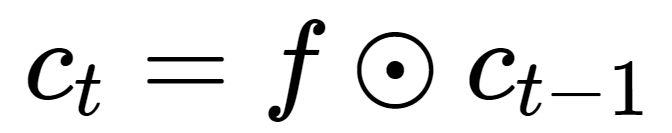 c_t = f ⊙ c_{t−1}